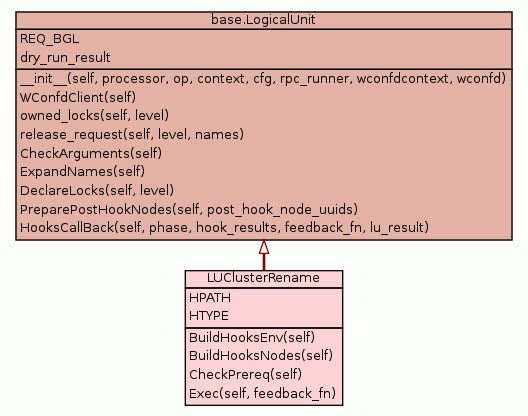 base.LogicalUnit
REQ_BGL
dry_run_result
__init__(self, processor, op, context, cfg, rpc_runner, wconfdcontext, wconfd)
WConfdClient(self)
owned_locks(self, level)
release_request(self, level, names)
CheckArguments(self)
ExpandNames(self)
DeclareLocks(self, level)
PreparePostHookNodes(self, post_hook_node_uuids)
HooksCallBack(self, phase, hook_results, feedback_fn, lu_result)
LUClusterRename
HPATH
HTYPE
BuildHooksEnv(self)
BuildHooksNodes(self)
CheckPrereq(self)
Exec(self, feedback_fn)